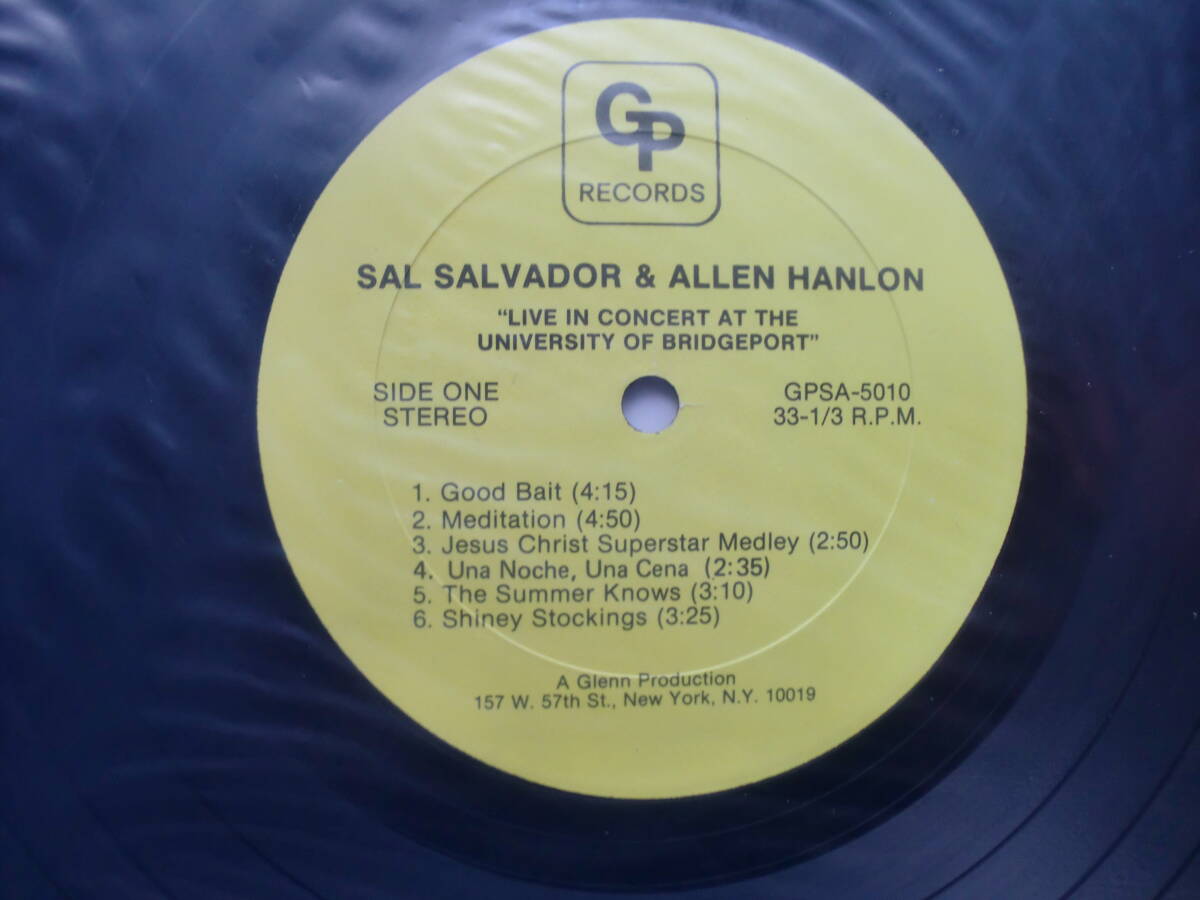 GP
RECORDS
SAL SALVADOR & ALLEN HANLON
"LIVE IN CONCERT AT THE
UNIVERSITY OF BRIDGEPORT"
SIDE ONE
STEREO
GPSA-5010
33-1/3 R.P.M.
1. Good Bait (4:15)
2. Meditation (4:50)
3. Jesus Christ Superstar Medley (2:50)
4. Una Noche, Una Cena (2:35)
5. The Summer Knows (3:10)
6. Shiney Stockings (3:25)
A Glenn Production
157 W. 57th St., New York, N.Y. 10019